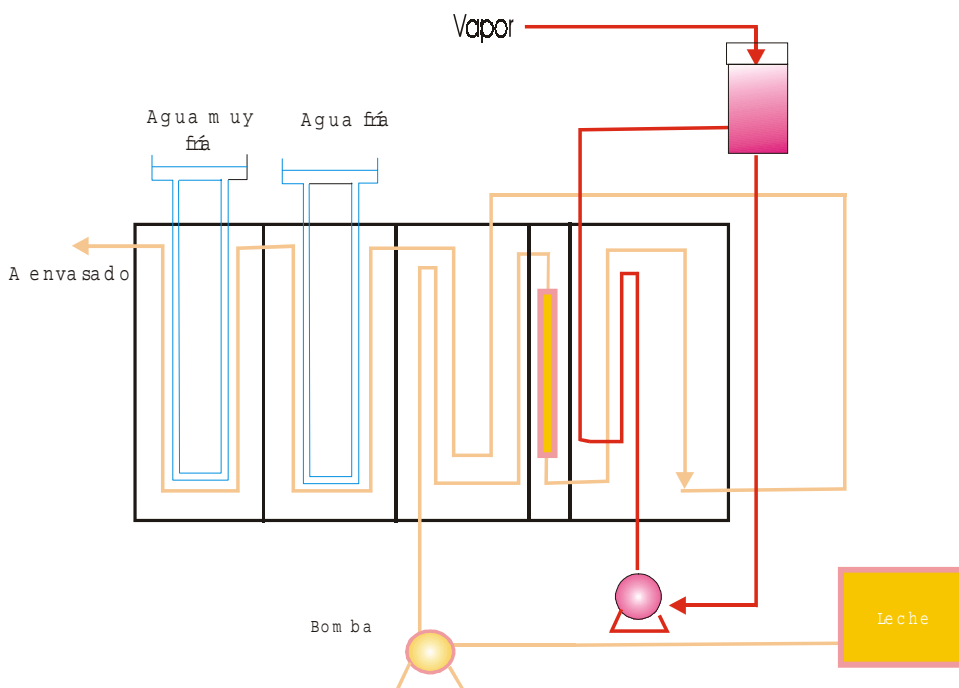 Vapor
Agua muy
fría
Agua fría
A envasado
Bomba
Leche